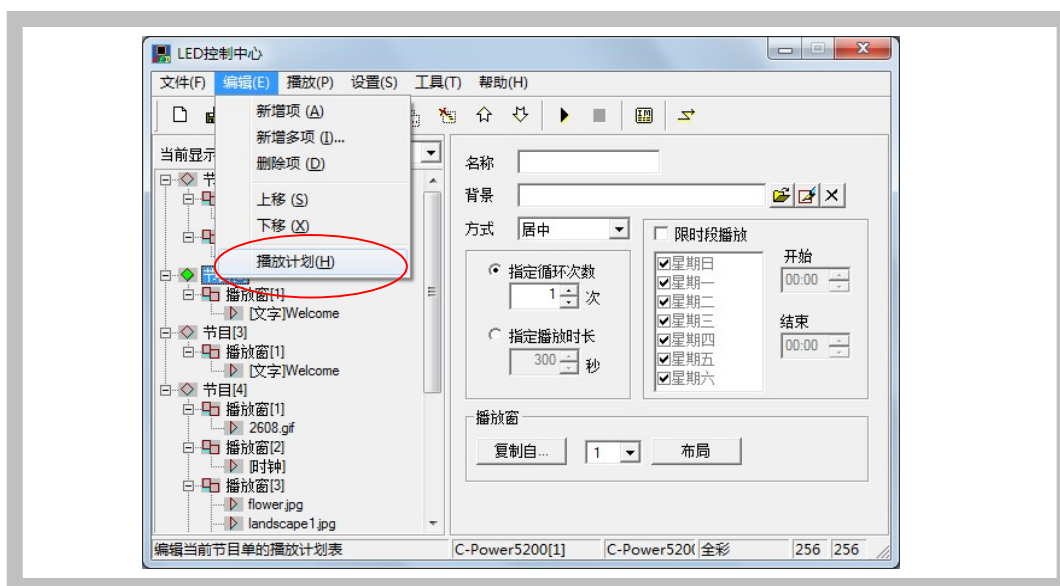 LED控制中心
文件(F) 编辑(E) 播放(P) 设置(S) 工具(T) 帮助(H)
新增项 (A)
新增多项 (I)...
删除项 (D)
上移 (S)
下移 (X)
播放计划(H)
当前显示
播放窗[1]
[文字]Welcome
节目[3]
播放窗[1]
[文字]Welcome
节目[4]
播放窗[1]
2608.gif
播放窗[2]
[时钟]
播放窗[3]
flower.jpg
landscape1.jpg
名称
背景
方式 居中
指定循环次数
1 次
指定播放时长
300 秒
限时段播放
星期日
星期一
星期二
星期三
星期四
星期五
星期六
开始
00:00
结束
00:00
播放窗
复制自... 1 布局
编辑当前节目单的播放计划表 C-Power5200[1] C-Power520( 全彩 256 256